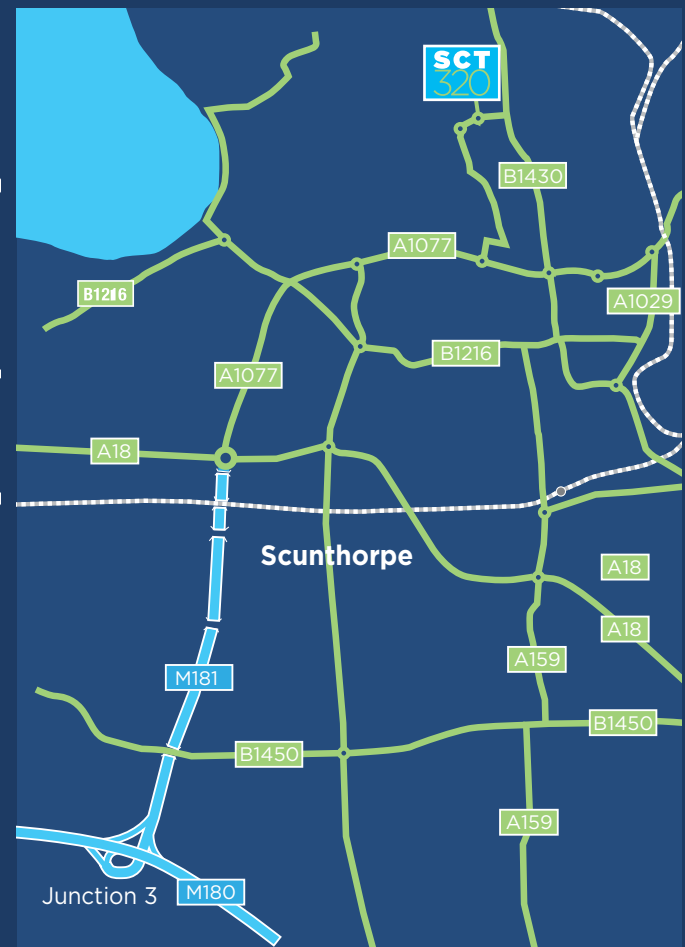 SCT
320
B1430
A1077
B1216
A1029
B1216
A1077
A18
Scunthorpe
A18
A18
A159
M181
B1450
B1450
A159
Junction 3
M180